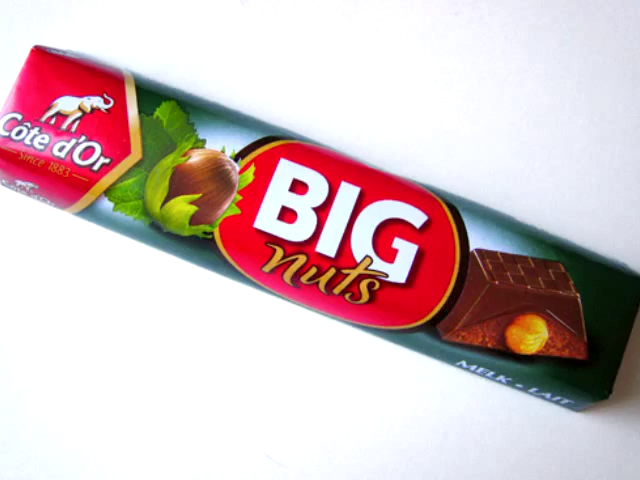 Côte d'Or
Since 1883
BIG
nuts
MELK - LAIT